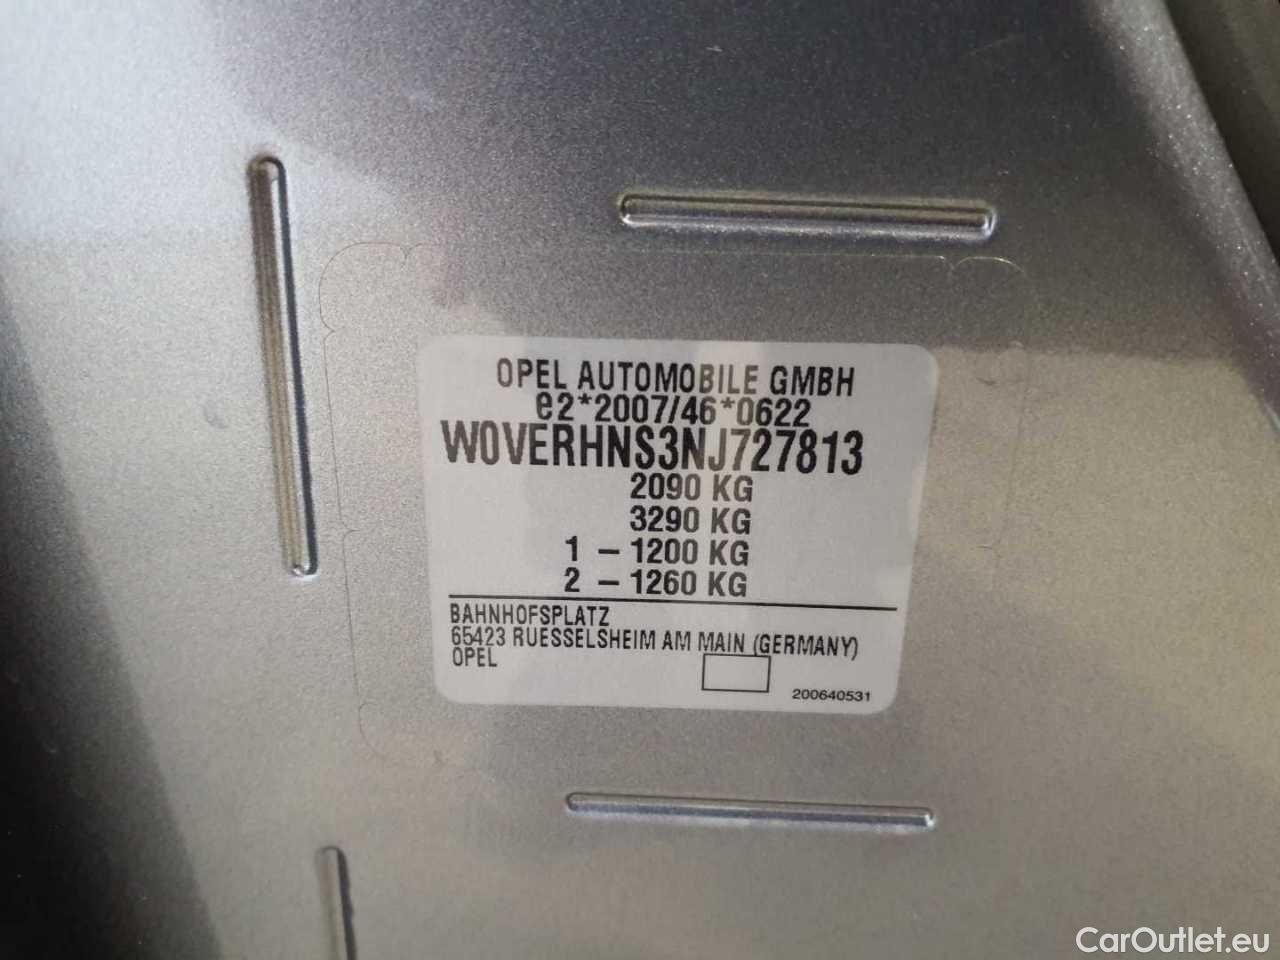 OPEL AUTOMOBILE GMBH
e2*2007/46*0622
W0VERHNS3NJ727813
2090 KG
3290 KG
1 – 1200 KG
2 – 1260 KG
BAHNHOFSPLATZ
65423 RUESSELSHEIM AM MAIN (GERMANY)
OPEL
200640531
CarOutlet.eu